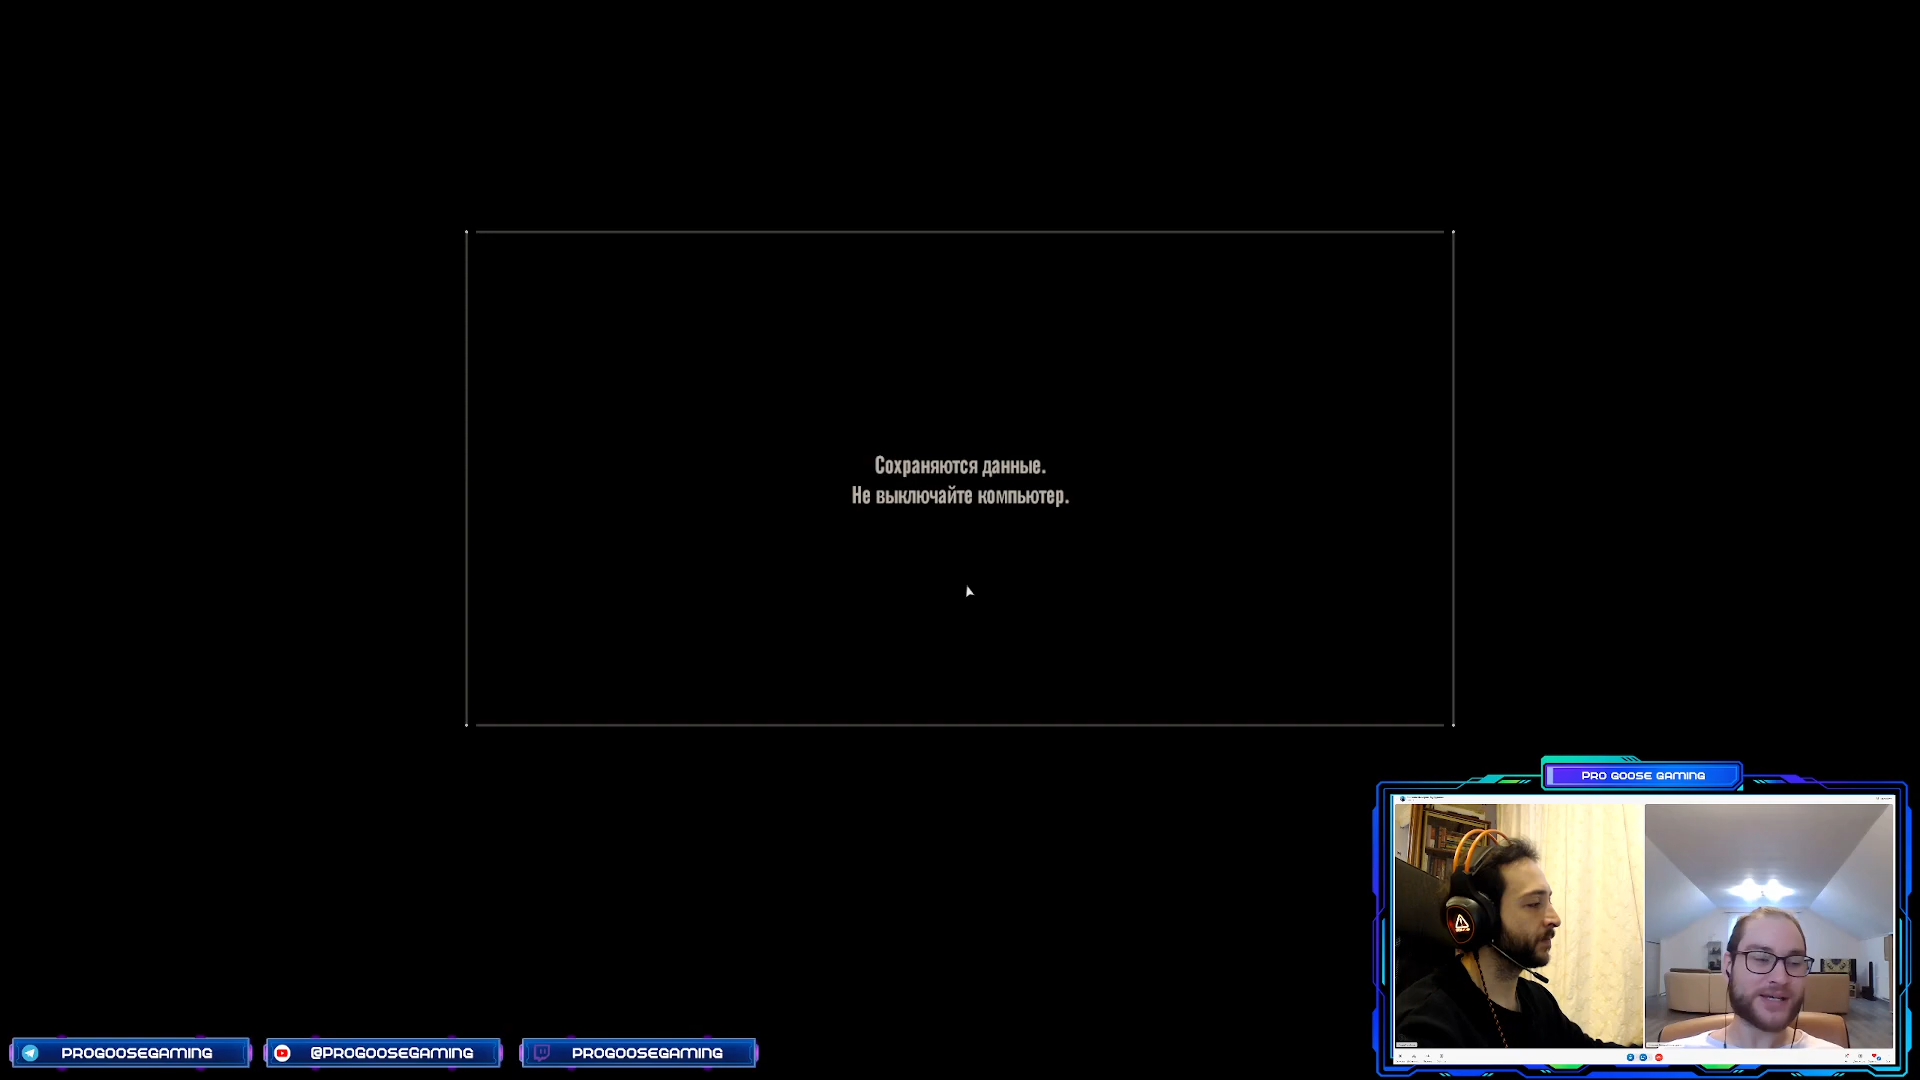 Сохраняются данные.
Не выключайте компьютер.
PRO GOOSE GAMING
PROGOOSEGAMING
@PROGOOSEGAMING
PROGOOSEGAMING